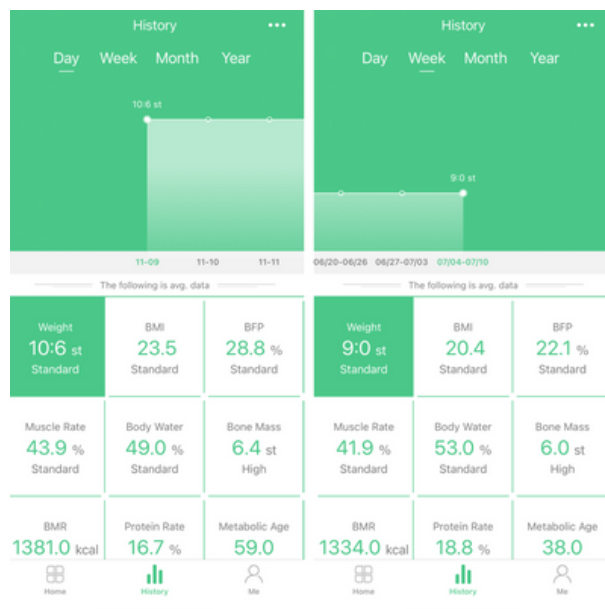 History •••
Day Week Month Year
10:6 st
11-09 11-10 11-11
The following is avg. data
Weight BMI BFP
10:6 st 23.5 28.8 %
Standard Standard Standard
Muscle Rate Body Water Bone Mass
43.9 % 49.0 % 6.4 st
Standard Standard High
BMR Protein Rate Metabolic Age
1381.0 kcal 16.7 % 59.0
Home History Me
History •••
Day Week Month Year
9:0 st
06/20-06/26 06/27-07/03 07/04-07/10
The following is avg. data
Weight BMI BFP
9:0 st 20.4 22.1 %
Standard Standard Standard
Muscle Rate Body Water Bone Mass
41.9 % 53.0 % 6.0 st
Standard Standard High
BMR Protein Rate Metabolic Age
1334.0 kcal 18.8 % 38.0
Home History Me